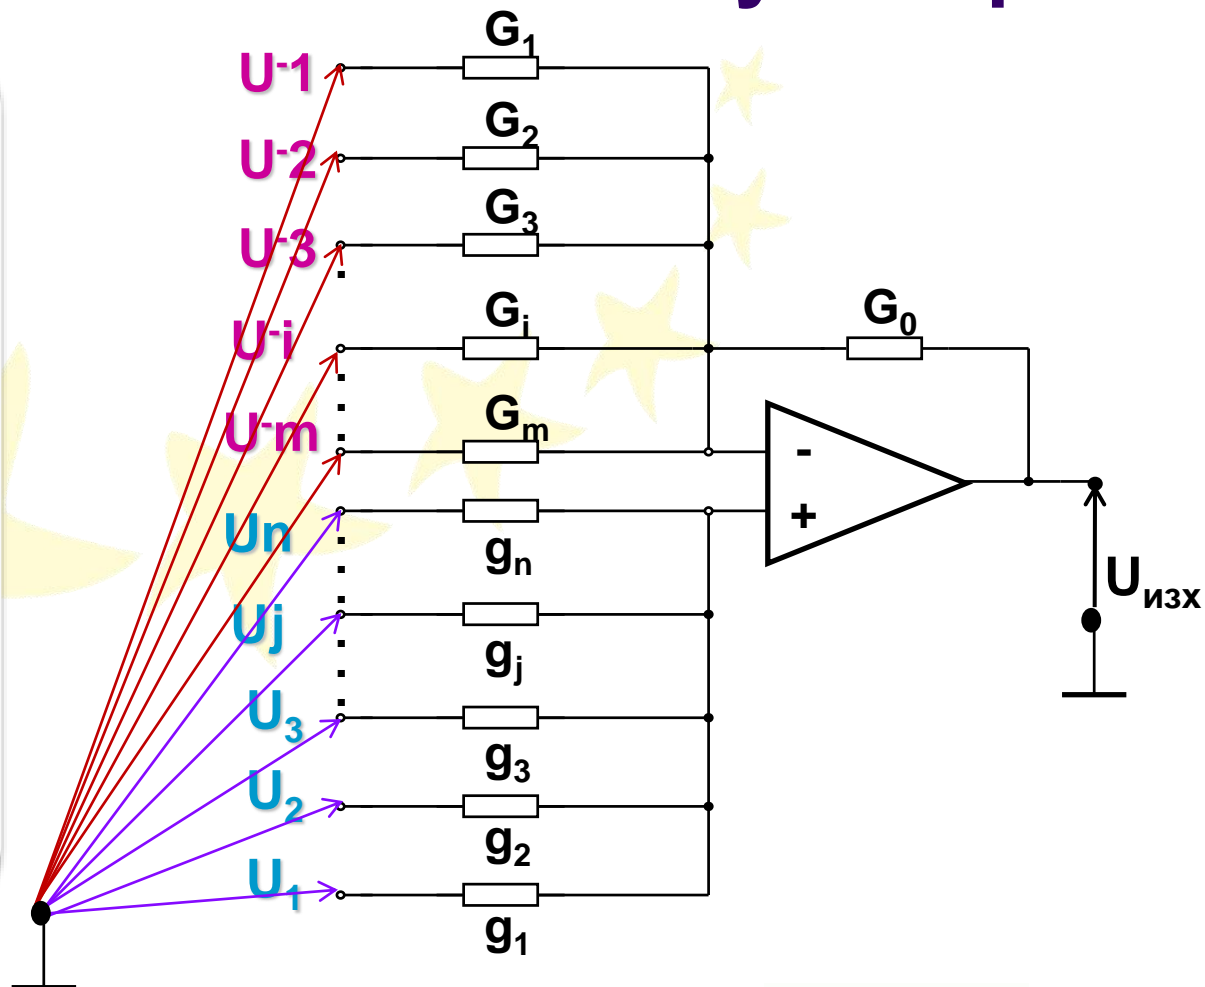 G₁
U-1
G₂
U-2
G₃
U-3
Gᵢ
G₀
U-i
Gₘ
U-m
-
+
Un
gₙ
Uизх
Uj
gⱼ
U₃
g₃
U₂
g₂
U₁
g₁